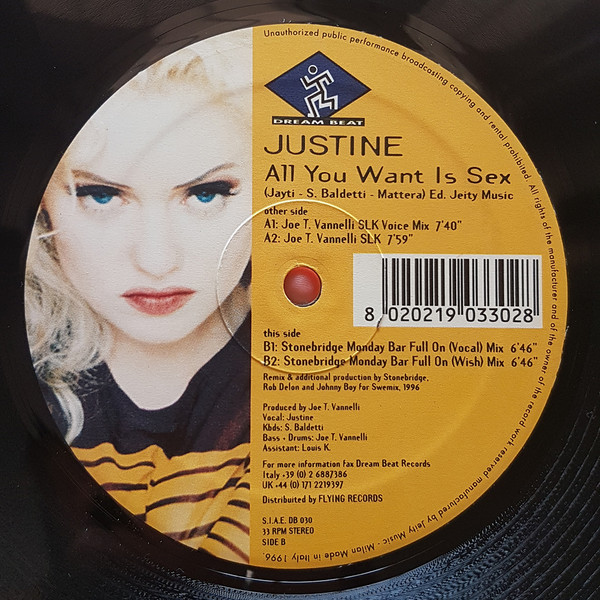 Unauthorized public performance broadcasting copying and rental prohibited. All rights of the manufacturer and of the owner of the record work reserved manufactured by Jeity Music - Milan Made in Italy 1996.
DREAM BEAT
JUSTINE
All You Want Is Sex
(Jayti - S. Baldetti - Mattera) Ed. Jeity Music
other side
A1: Joe T. Vannelli SLK Voice Mix 7'40"
A2: Joe T. Vannelli SLK 7'59"
8 020219 033028
this side
B1: Stonebridge Monday Bar Full On (Vocal) Mix 6'46"
B2: Stonebridge Monday Bar Full On (Wish) Mix 6'46"
Remix & additional production by Stonebridge,
Rob Delon and Johnny Boy for Swemix, 1996
Produced by Joe T. Vannelli
Vocal: Justine
Kbds: S. Baldetti
Bass - Drums: Joe T. Vannelli
Assistant: Louis K.
For more information fax Dream Beat Records
Italy +39 (0) 2 6887386
UK +44 (0) 171 2219397
Distribuited by FLYING RECORDS
S.I.A.E. DB 030
33 RPM STEREO
SIDE B